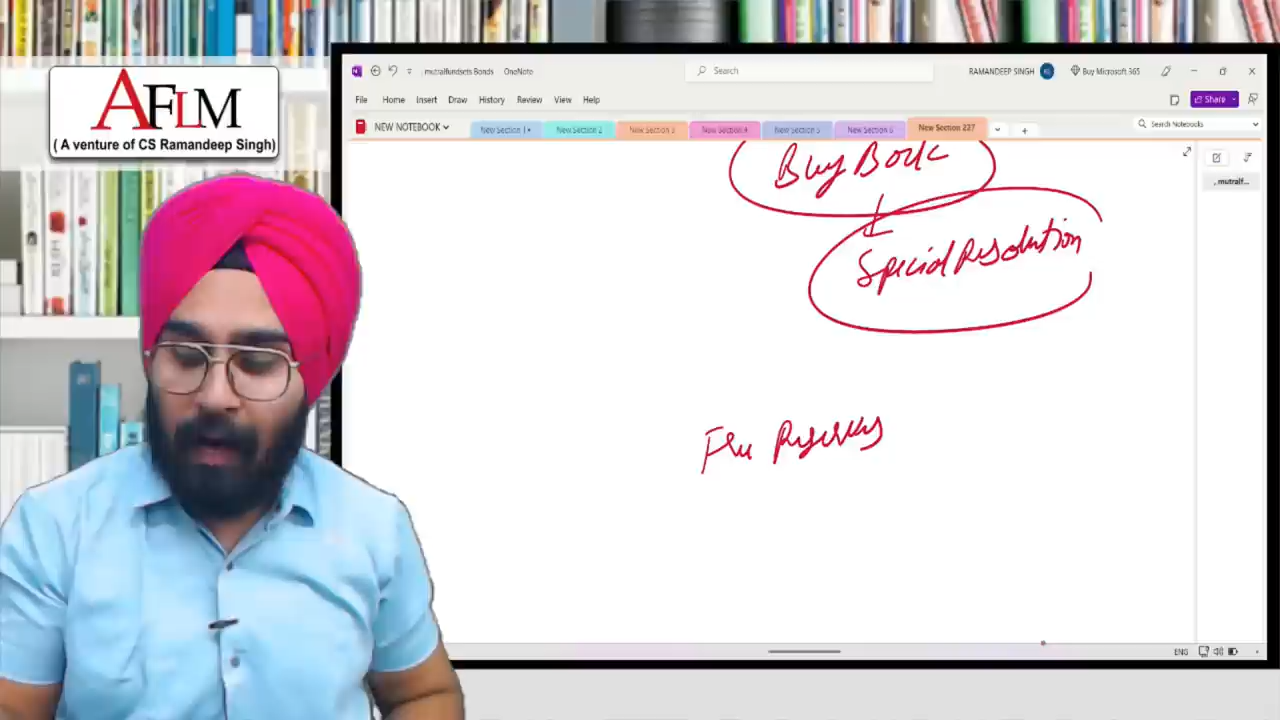 AFLM
( A venture of CS Ramandeep Singh)
mutralfundsets Bonds OneNote
Search
RAMANDEEP SINGH
Buy Microsoft 365
File Home Insert Draw History Review View Help
Share
NEW NOTEBOOK
New Section 1 New Section 2 New Section 3 New Section 4 New Section 5 New Section 6 New Section 227
Search Notebooks
, mutralf...
Buy Back
Special Resolution
Free Reserves
ENG